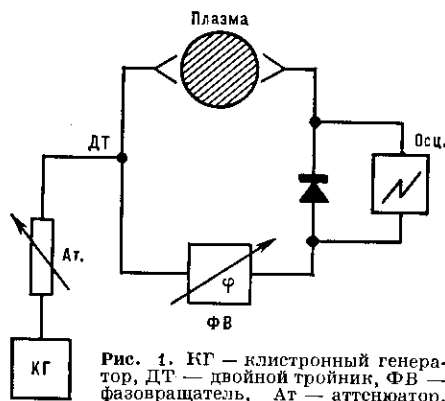 Плазма
ДТ
Осц.
Ат.
φ
ФВ
КГ
Рис. 1. КГ — клистронный генера-
тор, ДТ — двойной тройник, ФВ —
фазовращатель, Ат — аттенюатор.